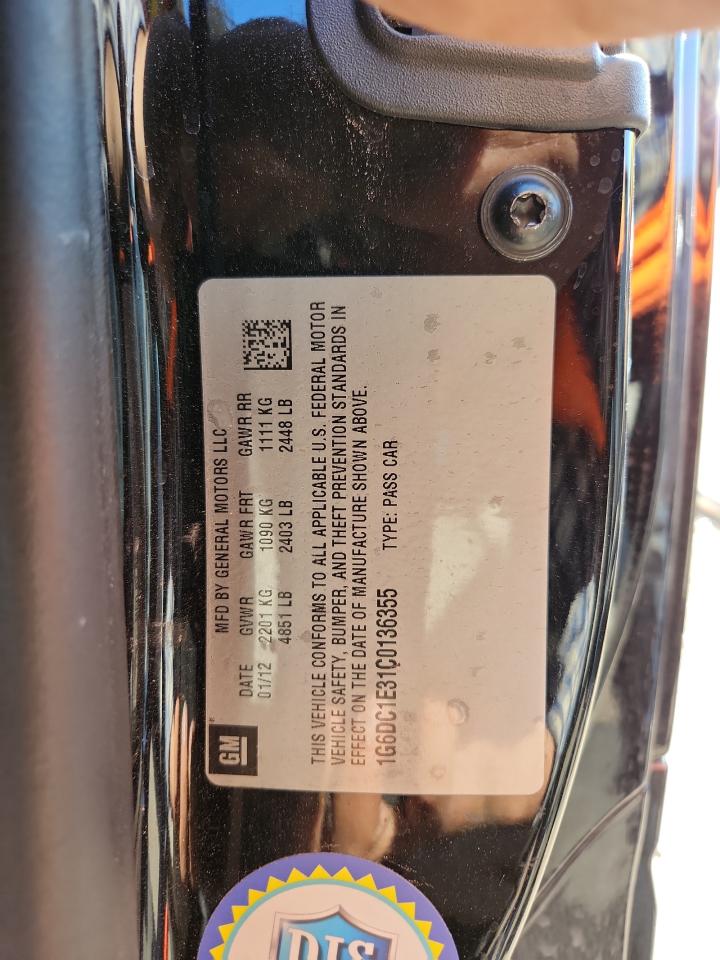 MFD BY GENERAL MOTORS LLC
GM
DATE GVWR GAWR FRT GAWR RR
01/12 2201 KG 1090 KG 1111 KG
4851 LB 2403 LB 2448 LB
THIS VEHICLE CONFORMS TO ALL APPLICABLE U.S. FEDERAL MOTOR
VEHICLE SAFETY, BUMPER, AND THEFT PREVENTION STANDARDS IN
EFFECT ON THE DATE OF MANUFACTURE SHOWN ABOVE.
1G6DC1E31C0136355 TYPE: PASS CAR
DIS